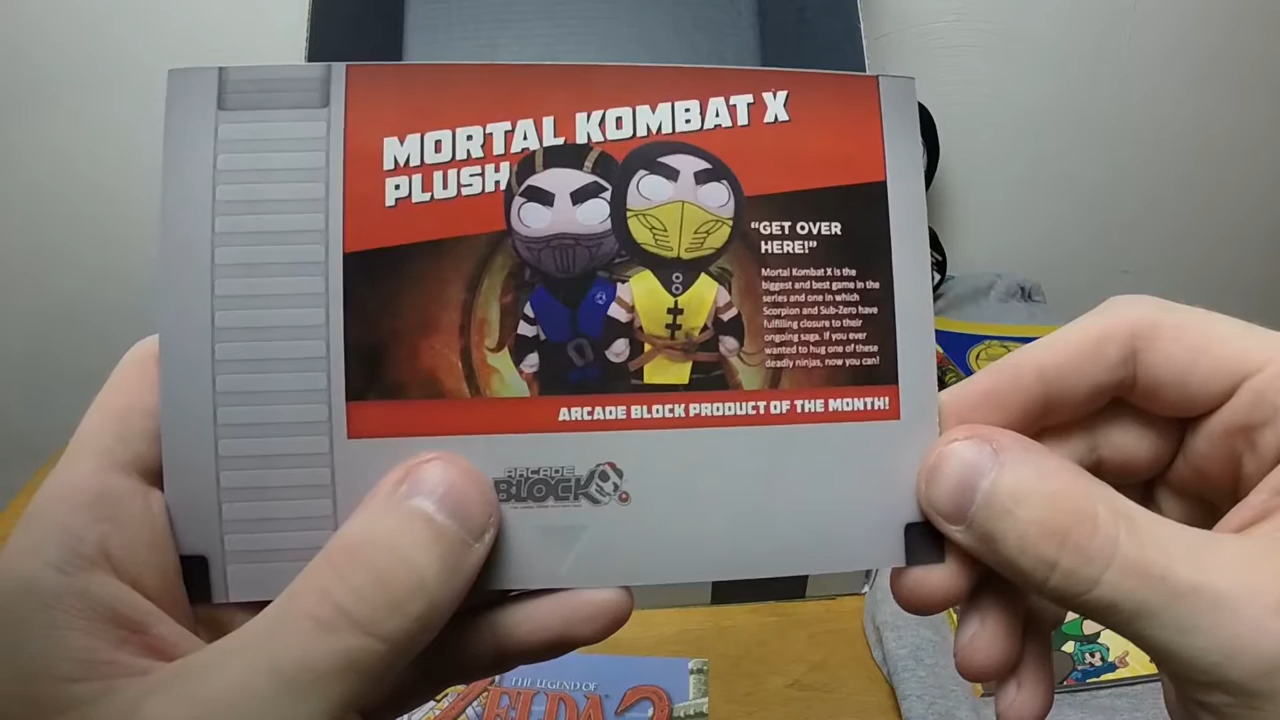 MORTAL KOMBAT X
PLUSH
"GET OVER
HERE!"
Mortal Kombat X is the
biggest and best game in the
series and one in which
Scorpion and Sub-Zero have
fulfilling closure to their
ongoing saga. If you ever
wanted to hug one of these
deadly ninjas, now you can!
ARCADE BLOCK PRODUCT OF THE MONTH!
ARCADE
BLOCK
THE LEGEND OF
ZELDA